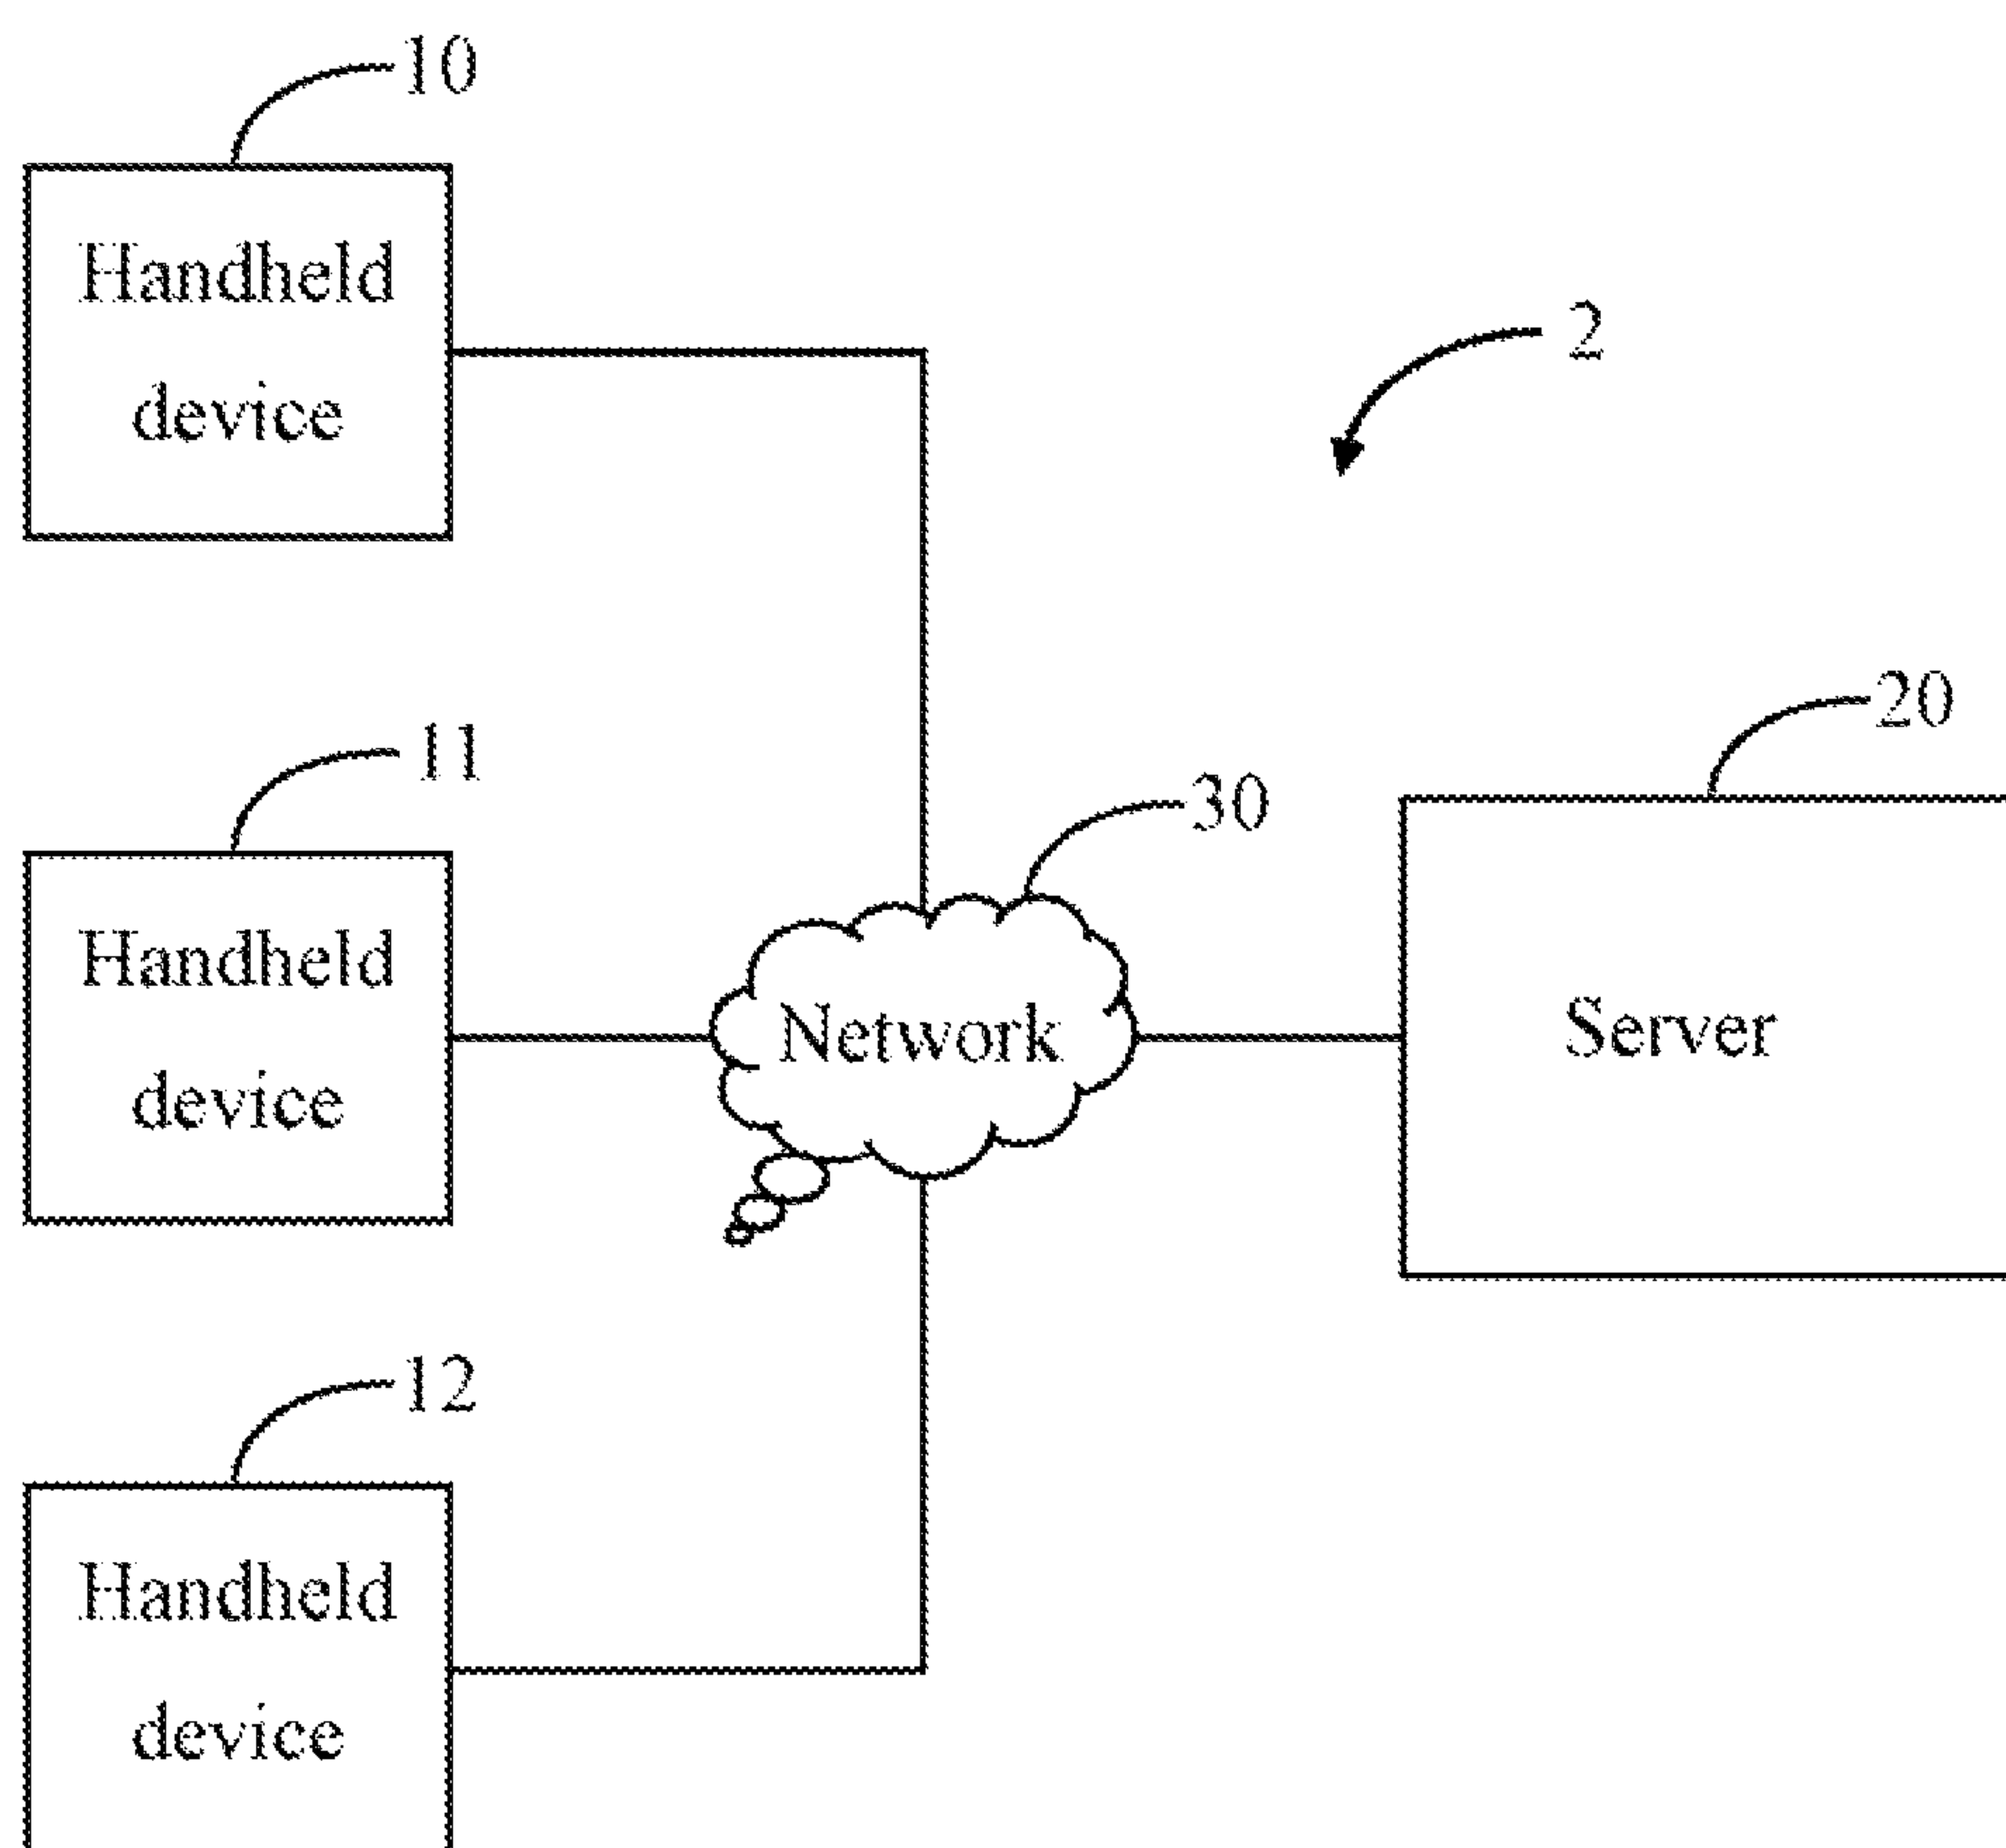 10
Handheld
device
2
20
11
30
Handheld
device
Network
Server
12
Handheld
device